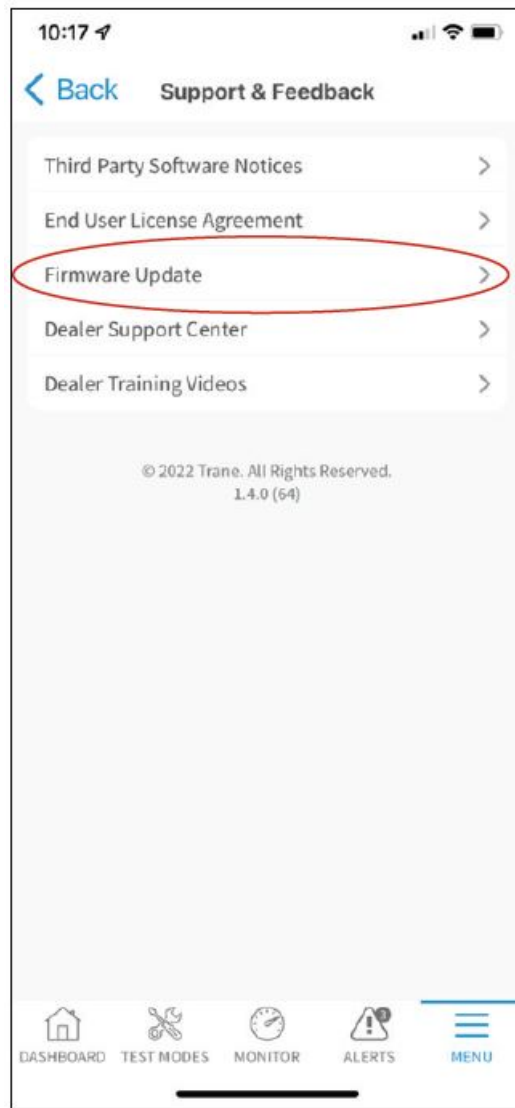 10:17
Back Support & Feedback
Third Party Software Notices
End User License Agreement
Firmware Update
Dealer Support Center
Dealer Training Videos
© 2022 Trane. All Rights Reserved.
1.4.0 (64)
DASHBOARD TEST MODES MONITOR ALERTS MENU